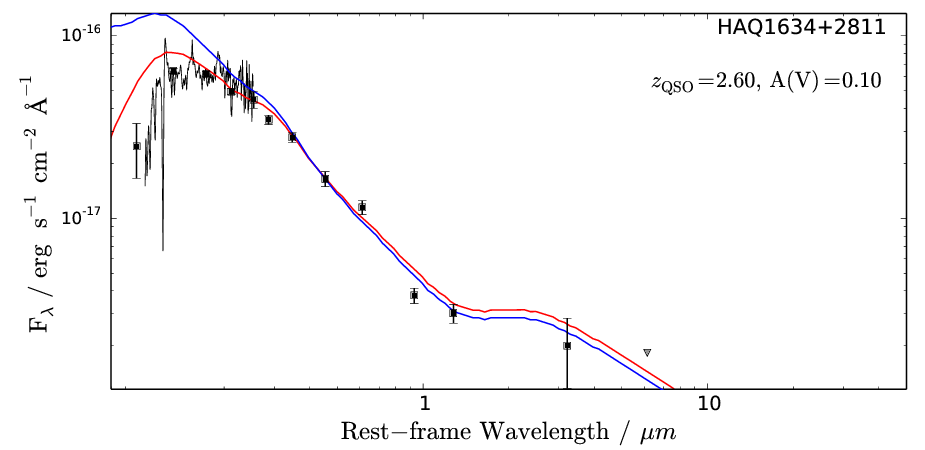 HAQ1634+2811
z_QSO=2.60, A(V)=0.10
10^-16
10^-17
F_λ / erg s^−1 cm^−2 Å^−1
1 10
Rest−frame Wavelength / μm